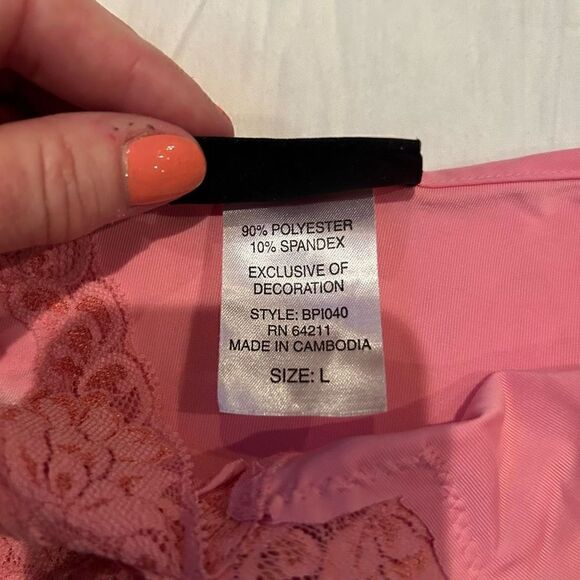 90% POLYESTER
10% SPANDEX
EXCLUSIVE OF
DECORATION
STYLE: BPI040
RN 64211
MADE IN CAMBODIA
SIZE: L